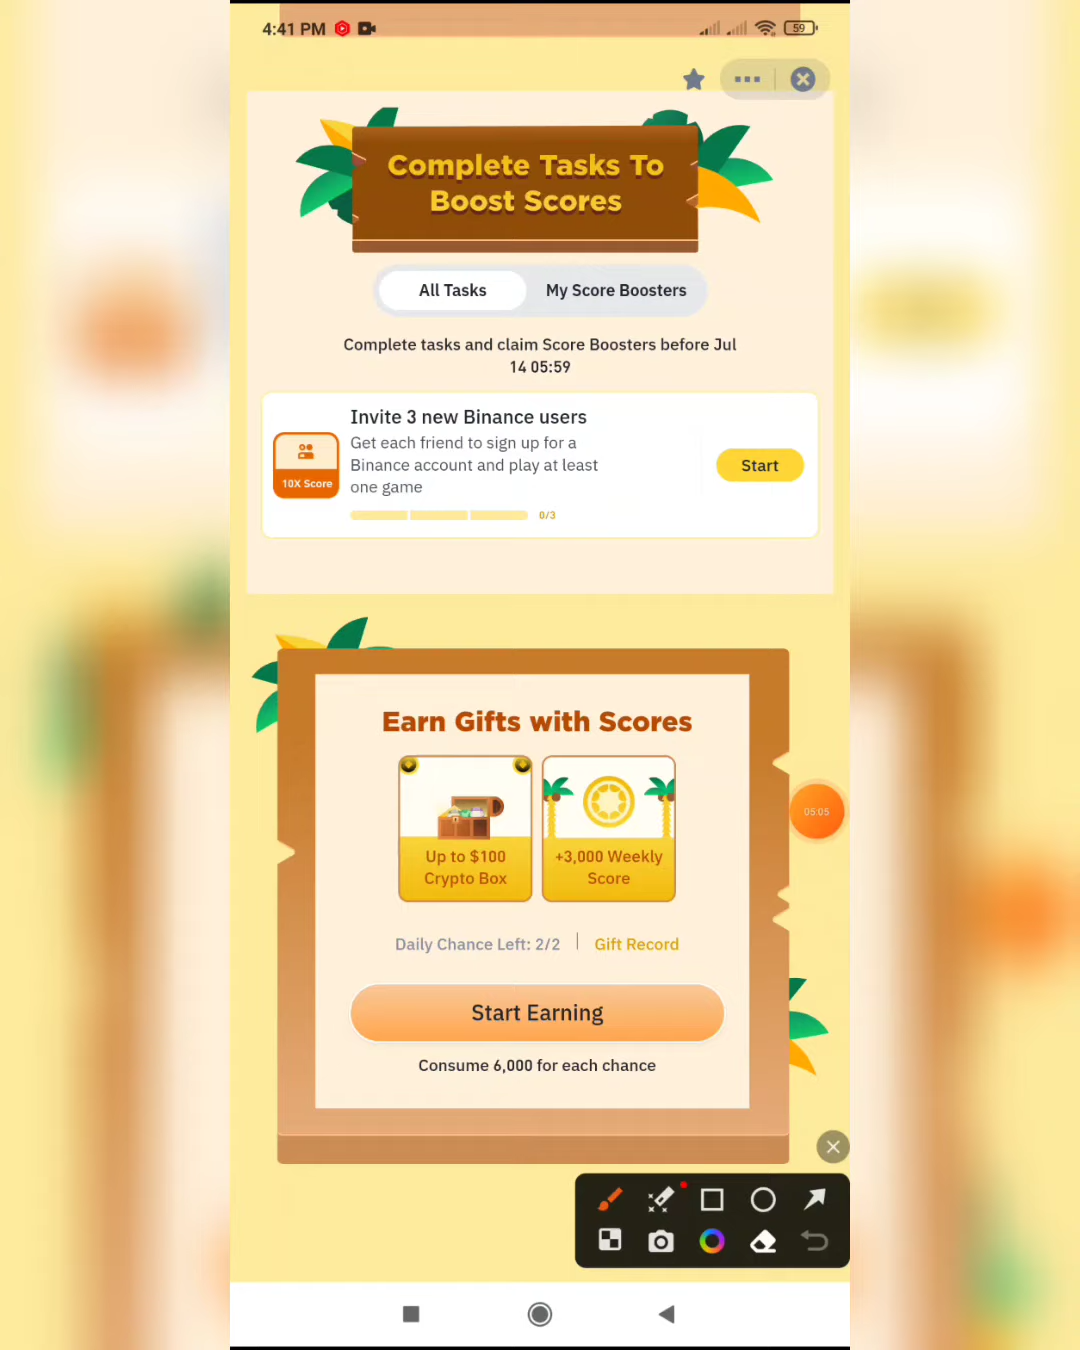 4:41 PM
59
Complete Tasks To
Boost Scores
All Tasks
My Score Boosters
Complete tasks and claim Score Boosters before Jul
14 05:59
Invite 3 new Binance users
Get each friend to sign up for a
Binance account and play at least
one game
10X Score
Start
0/3
Earn Gifts with Scores
Up to $100
Crypto Box
+3,000 Weekly
Score
05:05
Daily Chance Left: 2/2
Gift Record
Start Earning
Consume 6,000 for each chance